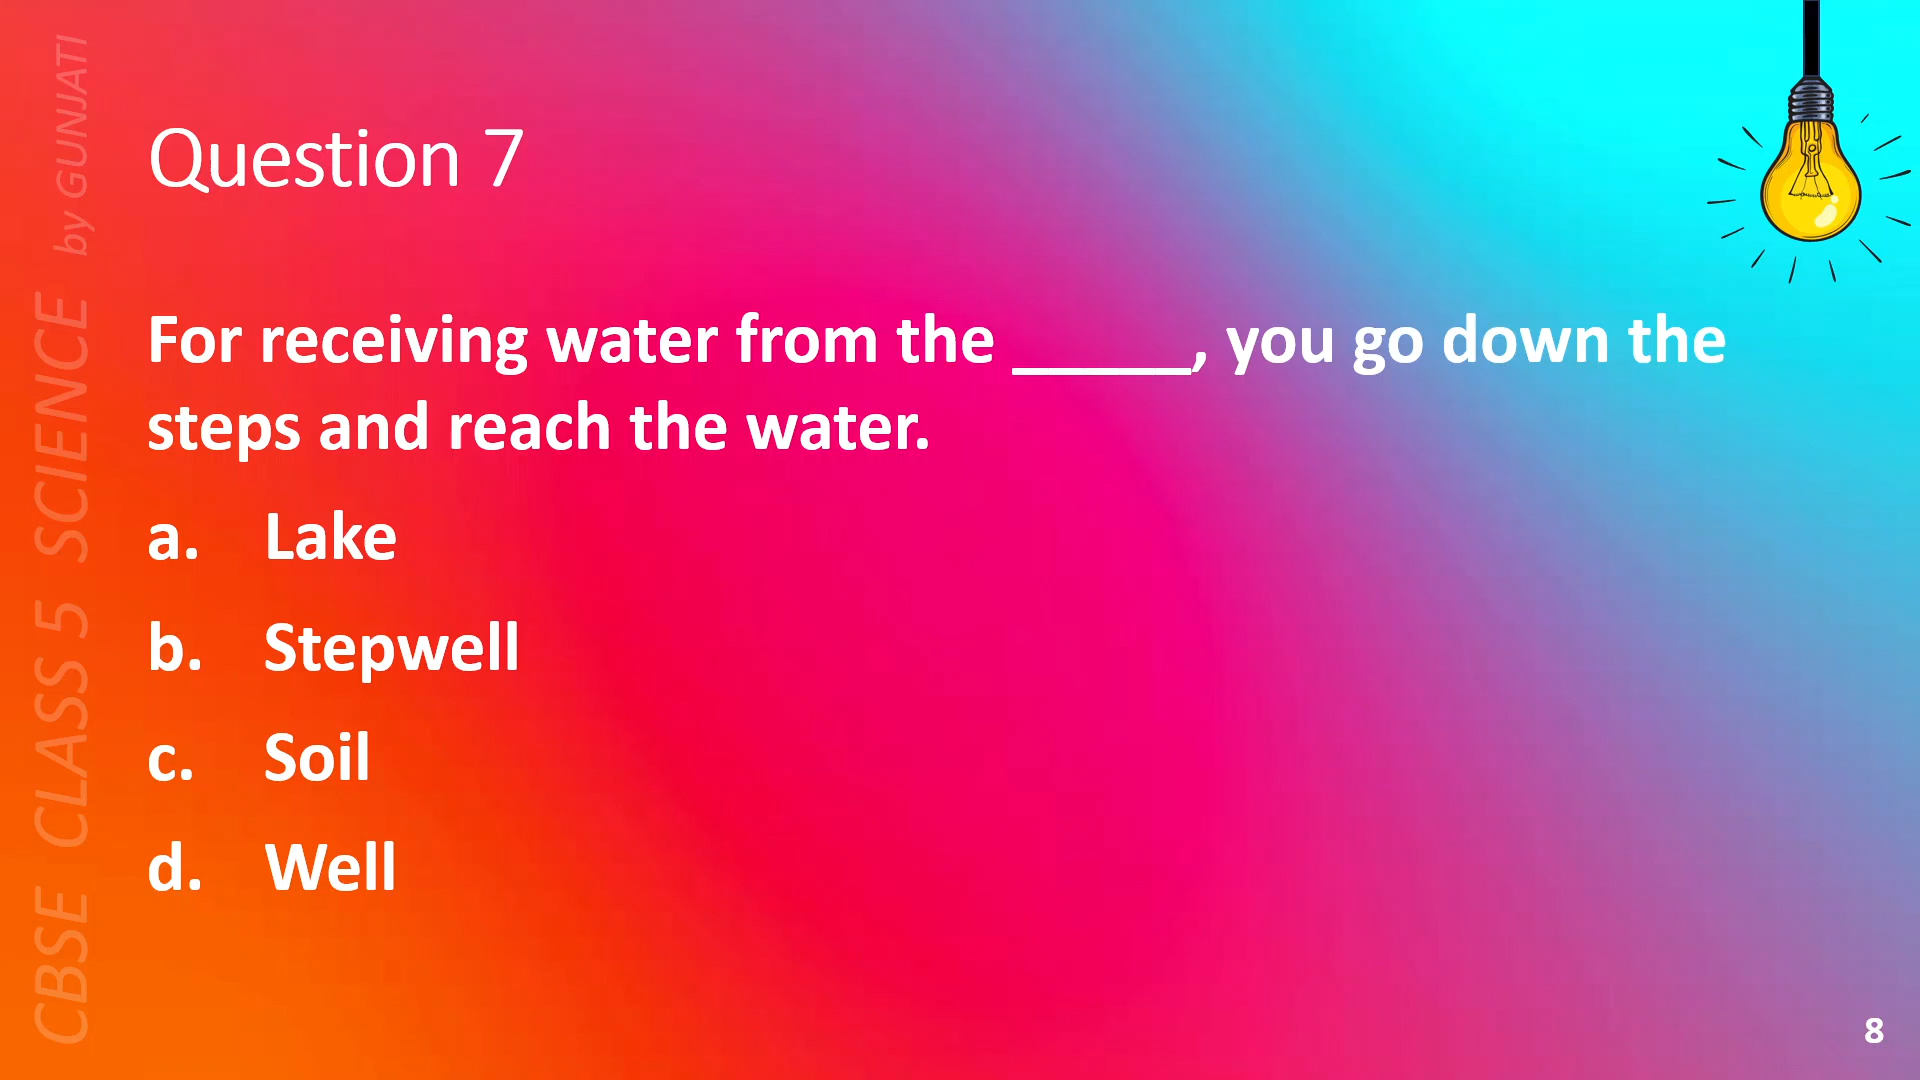 Question 7
For receiving water from the _____, you go down the
steps and reach the water.
a. Lake
b. Stepwell
c. Soil
d. Well
CBSE CLASS 5 SCIENCE by GUNJATI
8